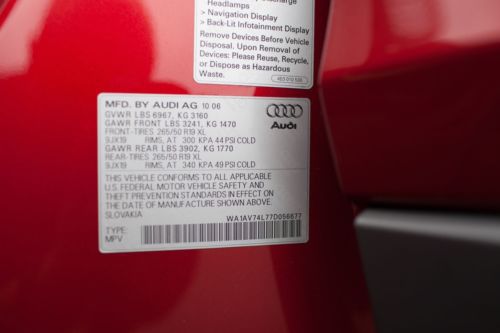 Headlamps
> Navigation Display
> Back-Lit Infotainment Display
Remove Devices Before Vehicle
Disposal, Upon Removal of
Devices: Please Reuse, Recycle,
or Dispose as Hazardous
Waste.
MFD. BY AUDI AG 10 06
GVWR LBS 6967, KG 3160
GAWR FRONT LBS 3241, KG 1470
FRONT-TIRES 265/50 R19 XL
9JX19 RIMS, AT 300 KPA 44 PSI COLD
GAWR REAR LBS 3902, KG 1770
REAR-TIRES 265/50 R19 XL
9JX19 RIMS, AT 340 KPA 49 PSI COLD
Audi
THIS VEHICLE CONFORMS TO ALL APPLICABLE
U.S. FEDERAL MOTOR VEHICLE SAFETY AND
THEFT PREVENTION STANDARDS IN EFFECT ON
THE DATE OF MANUFACTURE SHOWN ABOVE.
SLOVAKIA WA1AV74L77D056677
TYPE:
MPV